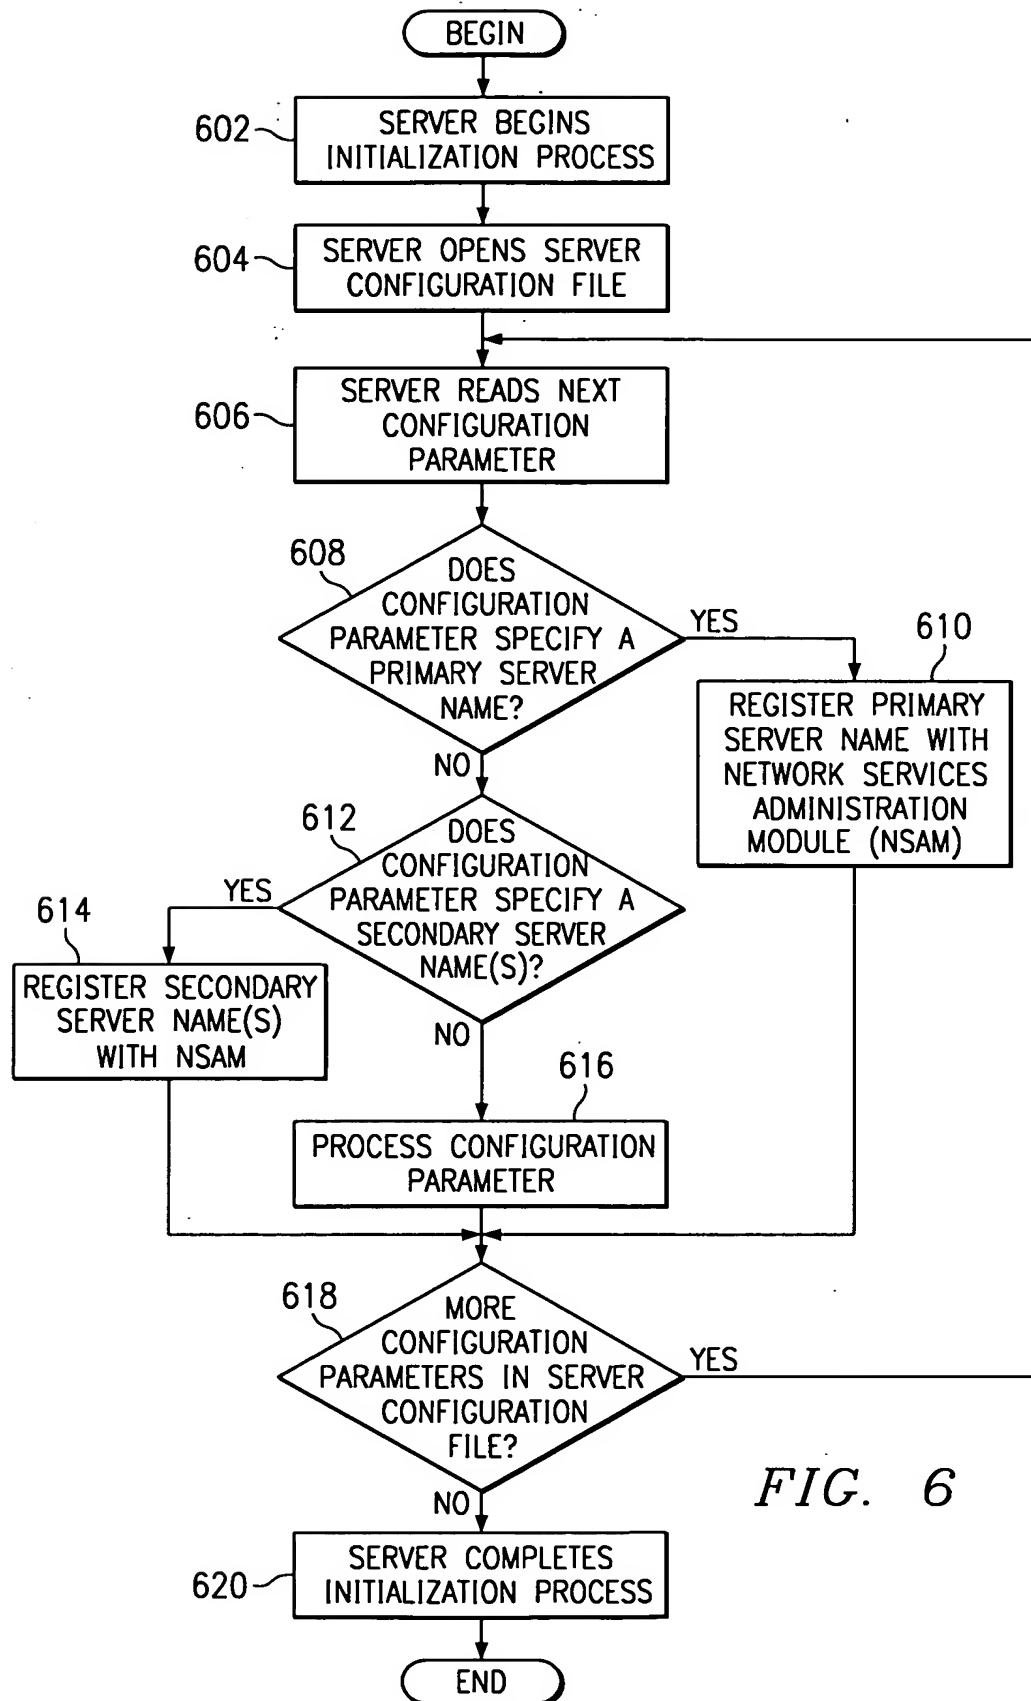 BEGIN
602
SERVER BEGINS
INITIALIZATION PROCESS
604
SERVER OPENS SERVER
CONFIGURATION FILE
606
SERVER READS NEXT
CONFIGURATION
PARAMETER
608
DOES
CONFIGURATION
PARAMETER SPECIFY A
PRIMARY SERVER
NAME?
YES
610
REGISTER PRIMARY
SERVER NAME WITH
NETWORK SERVICES
ADMINISTRATION
MODULE (NSAM)
NO
612
DOES
CONFIGURATION
PARAMETER SPECIFY A
SECONDARY SERVER
NAME(S)?
YES
614
REGISTER SECONDARY
SERVER NAME(S)
WITH NSAM
NO
616
PROCESS CONFIGURATION
PARAMETER
618
MORE
CONFIGURATION
PARAMETERS IN SERVER
CONFIGURATION
FILE?
YES
FIG. 6
NO
620
SERVER COMPLETES
INITIALIZATION PROCESS
END